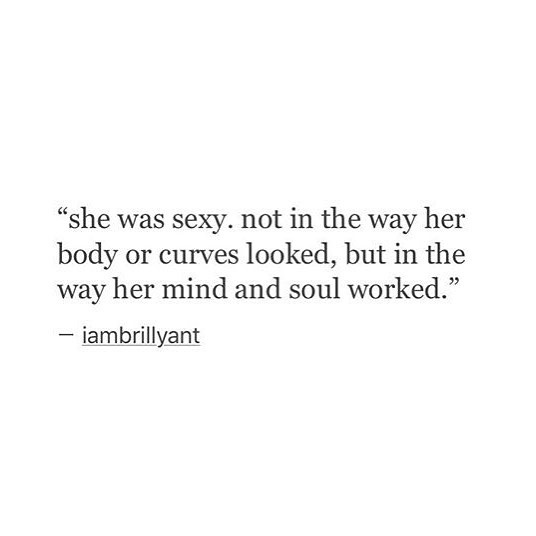 “she was sexy. not in the way her
body or curves looked, but in the
way her mind and soul worked.”
— iambrillyant